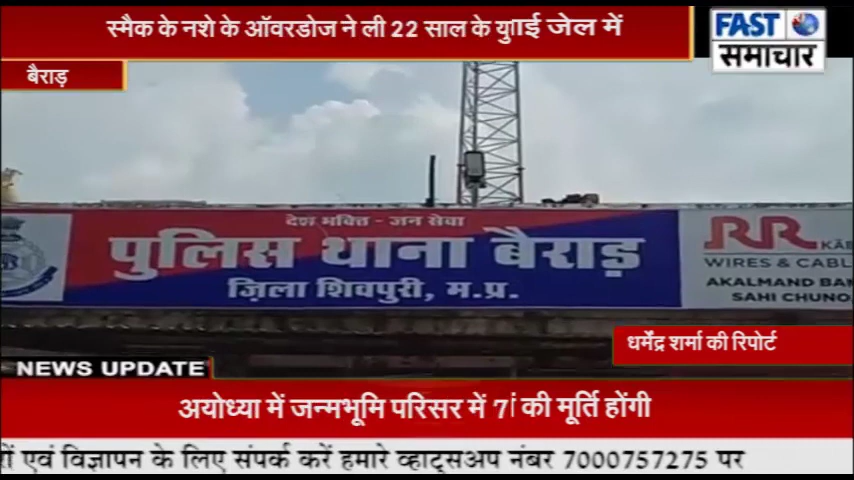 स्मैक के नशे के ऑवरडोज ने ली 22 साल के जेल में
FAST
समाचार
बैराड़
देश भक्ति - जन सेवा
पुलिस थाना बैराड़
ज़िला शिवपुरी, म.प्र.
RR KAB
WIRES & CABL
AKALMAND BAN
SAHI CHUNO
धर्मेंद्र शर्मा की रिपोर्ट
NEWS UPDATE
अयोध्या में जन्मभूमि परिसर में 7 की मूर्ति होंगी
एवं विज्ञापन के लिए संपर्क करें हमारे व्हाट्सअप नंबर 7000757275 पर